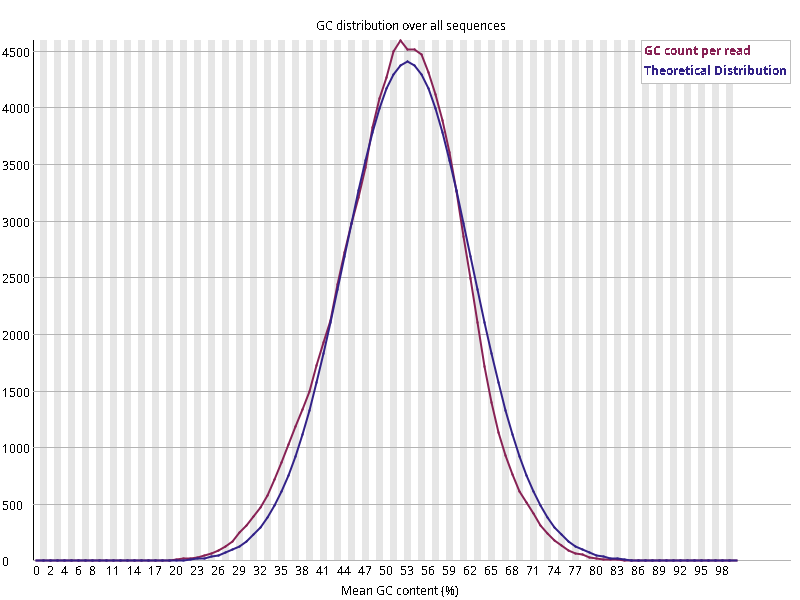 GC distribution over all sequences
GC count per read
Theoretical Distribution
4500
4000
3500
3000
2500
2000
1500
1000
500
0
0 2 4 6 8 11 14 17 20 23 26 29 32 35 38 41 44 47 50 53 56 59 62 65 68 71 74 77 80 83 86 89 92 95 98
Mean GC content (%)